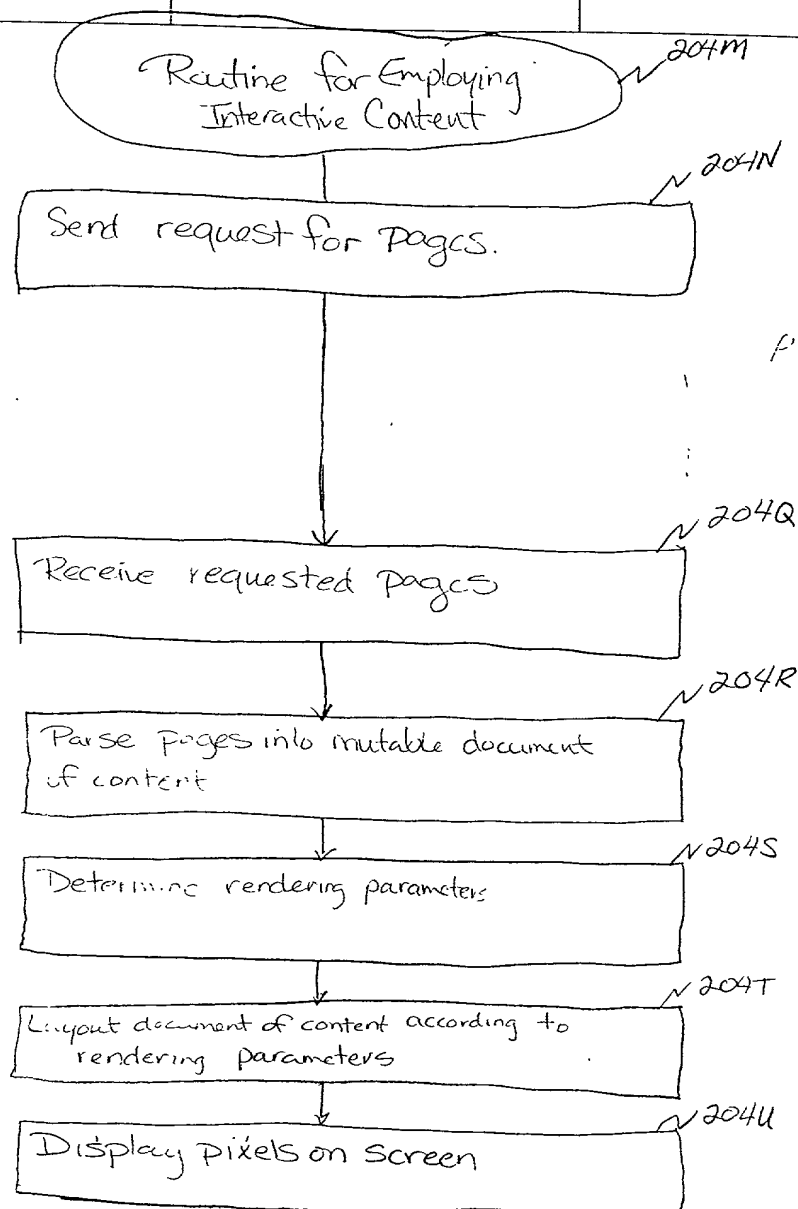 204M
Routine for Employing
Interactive Content
204N
Send request for pages.
204Q
Receive requested pages
204R
Parse pages into mutable document
of content
204S
Determine rendering parameters
204T
Layout document of content according to
rendering parameters
204U
Display pixels on screen